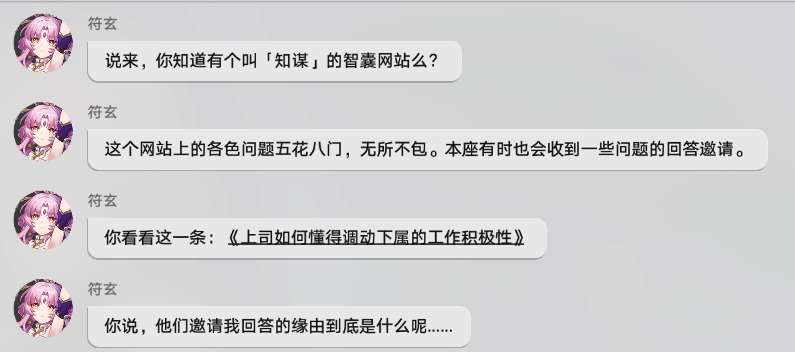 符玄
说来，你知道有个叫「知谋」的智囊网站么？
符玄
这个网站上的各色问题五花八门，无所不包。本座有时也会收到一些问题的回答邀请。
符玄
你看看这一条：《上司如何懂得调动下属的工作积极性》
符玄
你说，他们邀请我回答的缘由到底是什么呢……